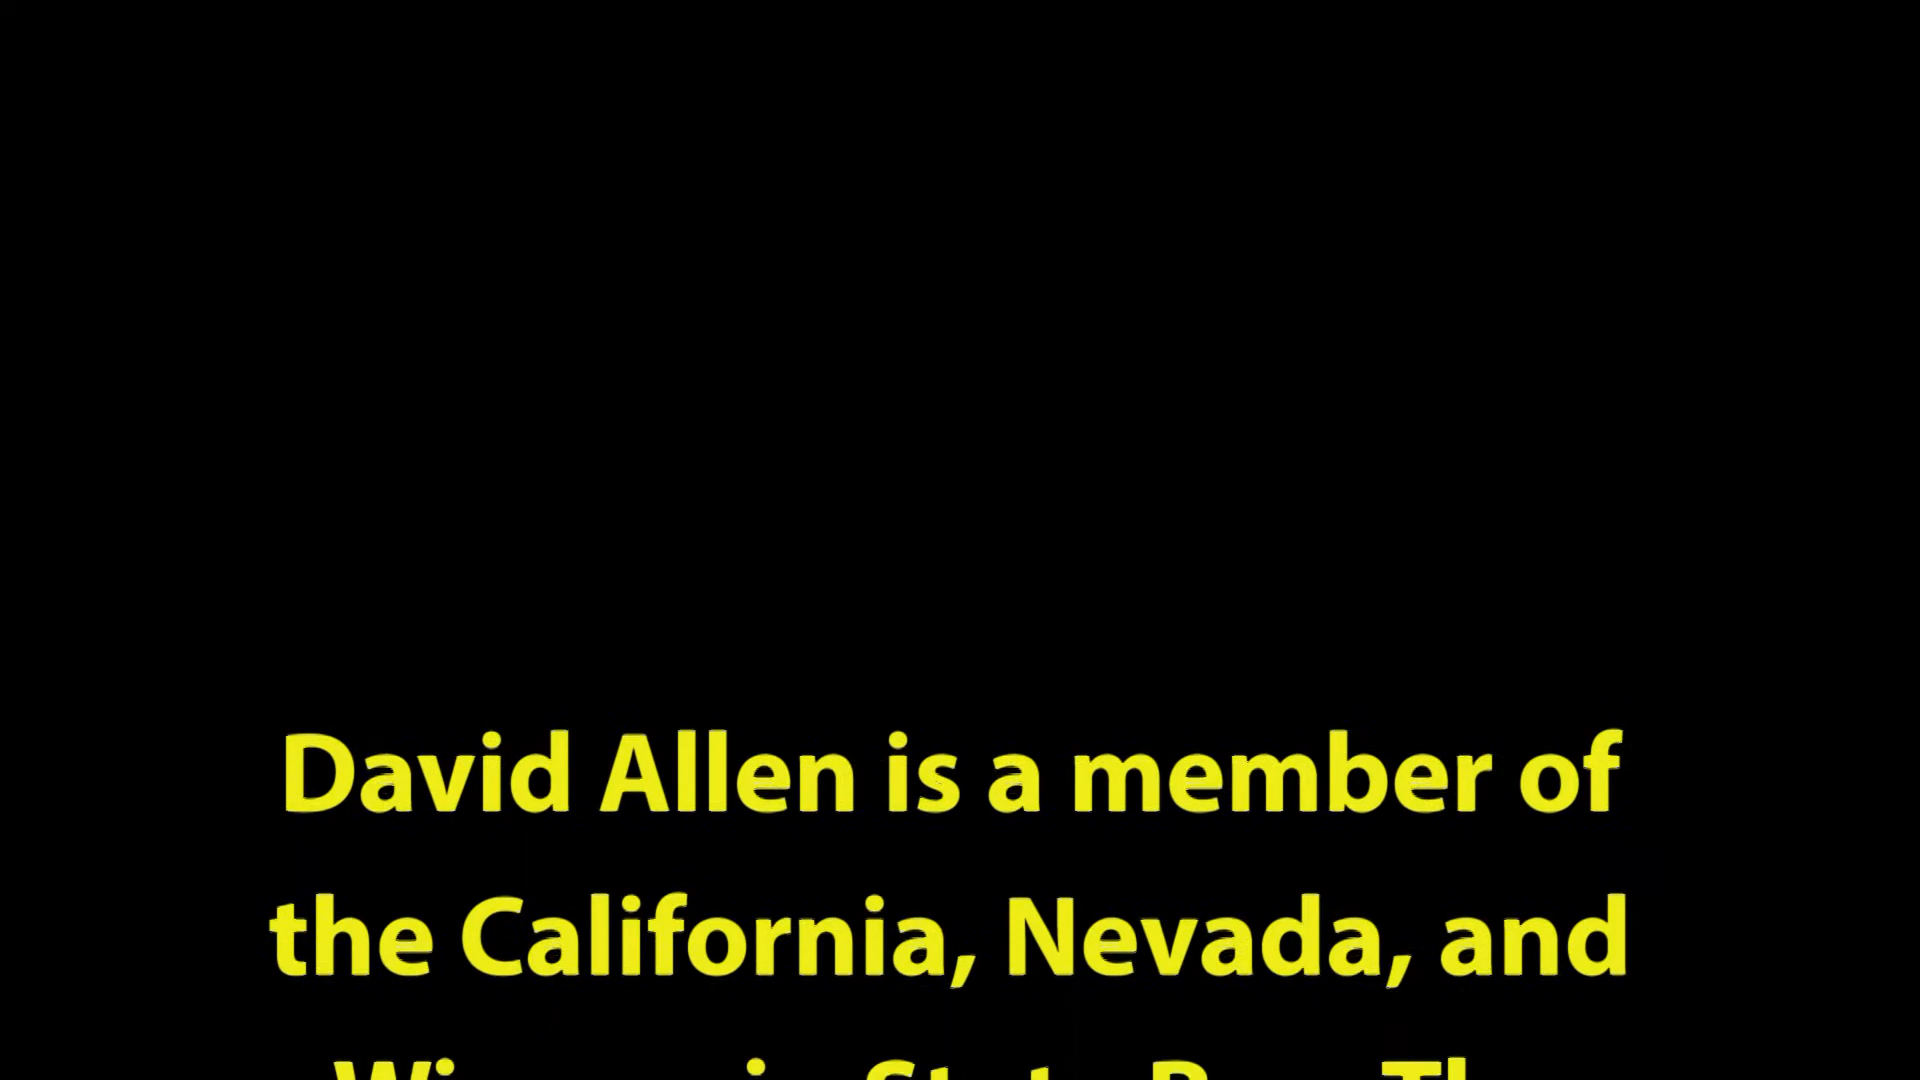 David Allen is a member of
the California, Nevada, and